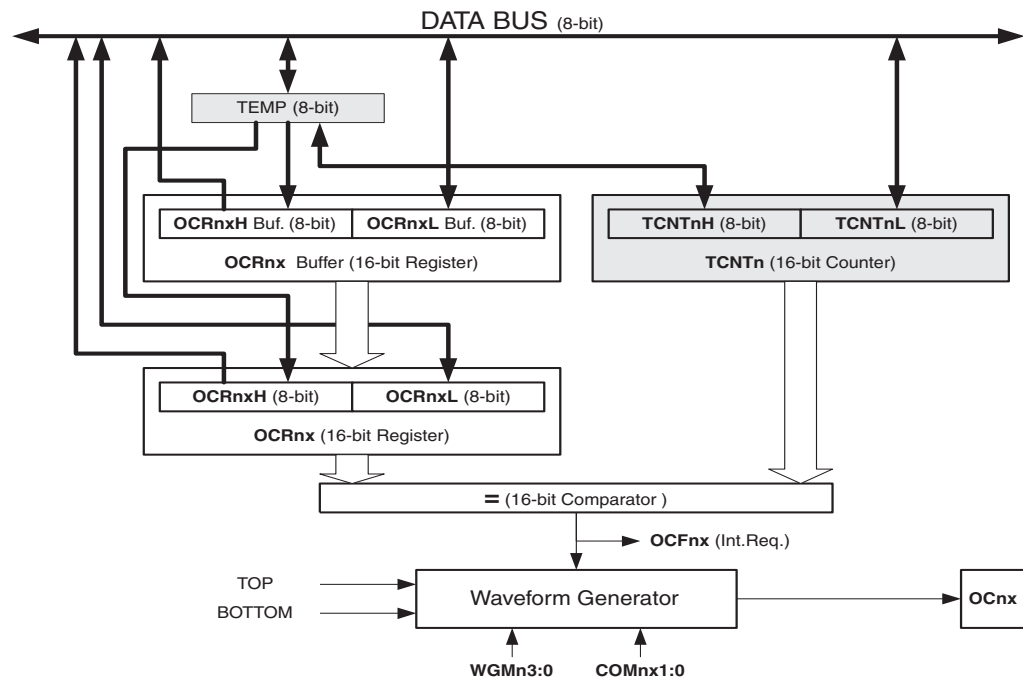 DATA BUS (8-bit)
TEMP (8-bit)
OCRnxH Buf. (8-bit) OCRnxL Buf. (8-bit)
OCRnx Buffer (16-bit Register)
TCNTnH (8-bit) TCNTnL (8-bit)
TCNTn (16-bit Counter)
OCRnxH (8-bit) OCRnxL (8-bit)
OCRnx (16-bit Register)
= (16-bit Comparator )
OCFnx (Int.Req.)
TOP
BOTTOM
Waveform Generator
OCnx
WGMn3:0 COMnx1:0